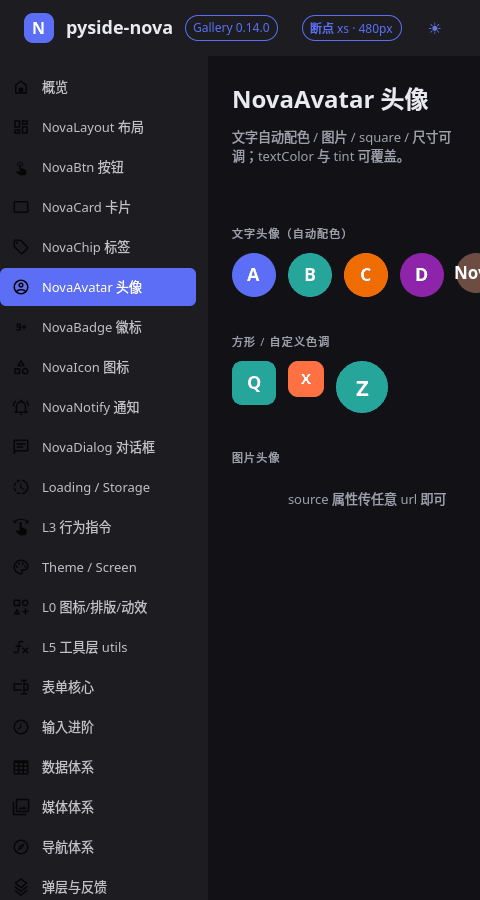 N pyside-nova Gallery 0.14.0 断点 xs · 480px
概览
NovaLayout 布局
NovaBtn 按钮
NovaCard 卡片
NovaChip 标签
NovaAvatar 头像
9+ NovaBadge 徽标
NovaIcon 图标
NovaNotify 通知
NovaDialog 对话框
Loading / Storage
L3 行为指令
Theme / Screen
L0 图标/排版/动效
L5 工具层 utils
表单核心
输入进阶
数据体系
媒体体系
导航体系
弹层与反馈
NovaAvatar 头像
文字自动配色 / 图片 / square / 尺寸可
调；textColor 与 tint 可覆盖。
文字头像（自动配色）
A B C D Nov
方形 / 自定义色调
Q X Z
图片头像
source 属性传任意 url 即可